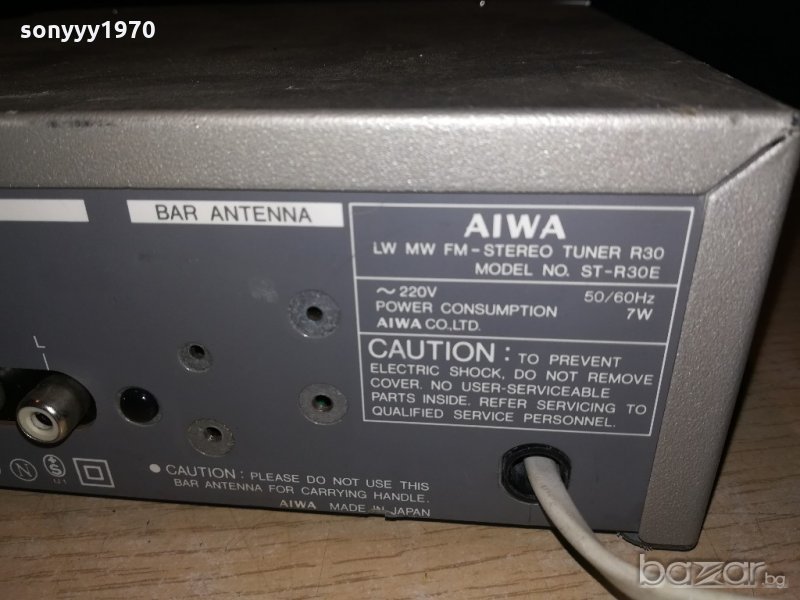 sonyyy1970
BAR ANTENNA
AIWA
LW MW FM-STEREO TUNER R30
MODEL NO. ST-R30E
~220V 50/60Hz
POWER CONSUMPTION 7W
AIWA CO.,LTD.
CAUTION: TO PREVENT
ELECTRIC SHOCK, DO NOT REMOVE
COVER. NO USER-SERVICEABLE
PARTS INSIDE. REFER SERVICING TO
QUALIFIED SERVICE PERSONNEL.
L
N
S
● CAUTION: PLEASE DO NOT USE THIS
BAR ANTENNA FOR CARRYING HANDLE.
AIWA MADE IN JAPAN
bazar.bg